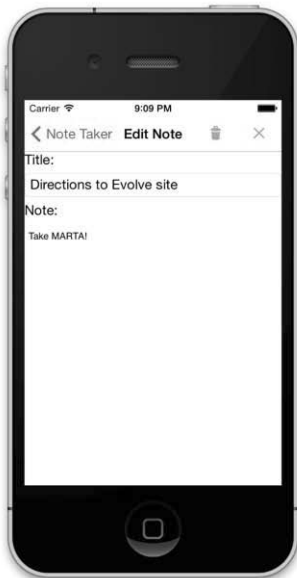 Carrier 9:09 PM
Note Taker Edit Note
Title:
Directions to Evolve site
Note:
Take MARTA!